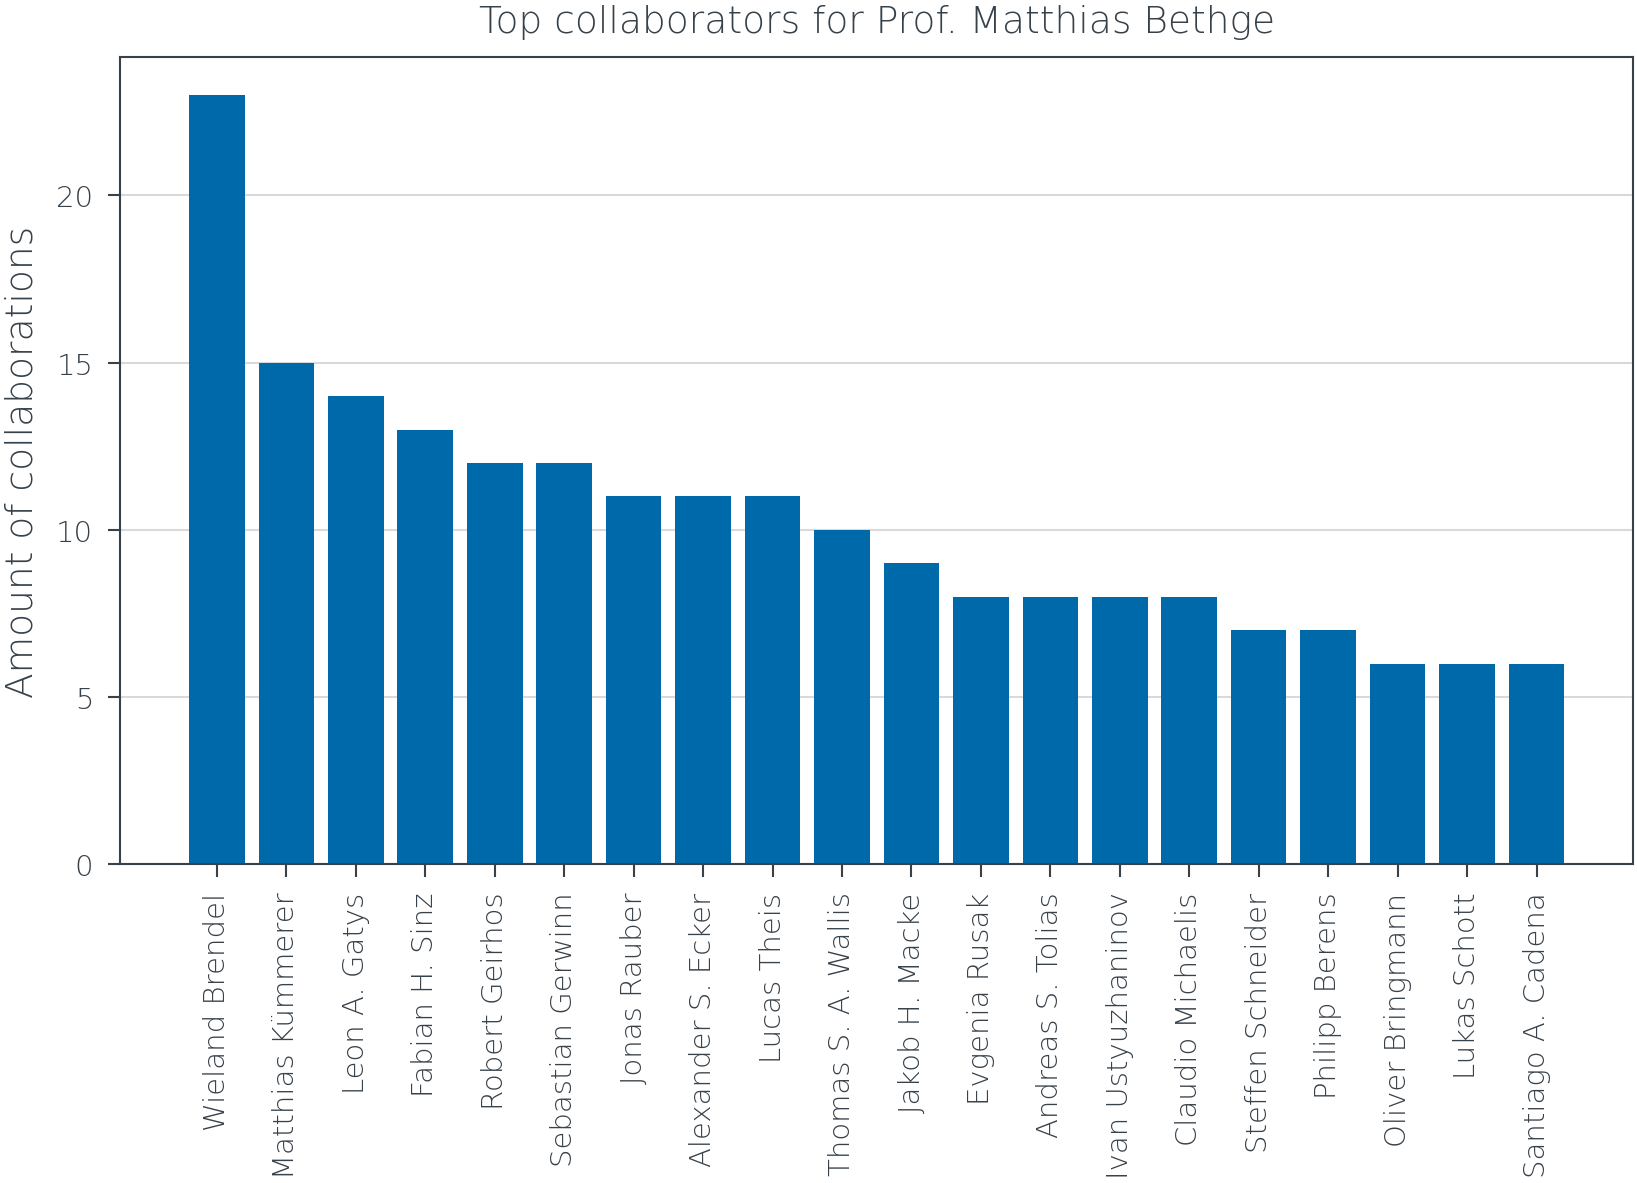 Top collaborators for Prof. Matthias Bethge
Amount of collaborations
20
15
10
5
0
Wieland Brendel
Matthias Kümmerer
Leon A. Gatys
Fabian H. Sinz
Robert Geirhos
Sebastian Gerwinn
Jonas Rauber
Alexander S. Ecker
Lucas Theis
Thomas S. A. Wallis
Jakob H. Macke
Evgenia Rusak
Andreas S. Tolias
Ivan Ustyuzhaninov
Claudio Michaelis
Steffen Schneider
Philipp Berens
Oliver Bringmann
Lukas Schott
Santiago A. Cadena